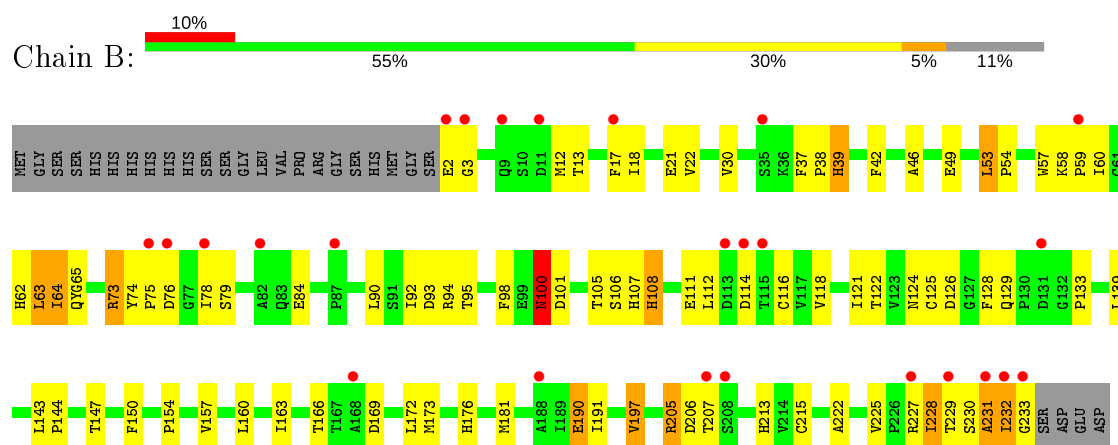 10%
Chain B:
55% 30% 5% 11%
MET GLY SER SER HIS HIS HIS HIS HIS HIS SER SER GLY LEU VAL PRO ARG GLY SER HIS MET GLY SER E2 G3 Q9 S10 D11 M12 T13 F17 I18 E21 V22 V30 S35 K36 F37 P38 H39 F42 A46 E49 L53 P54 W57 K58 P59 I60 G61
H62 L63 I64 QYG65 R73 Y74 P75 D76 G77 I78 S79 A82 Q83 E84 P87 L90 S91 I92 D93 R94 T95 F98 E99 N100 D101 T105 S106 H107 H108 E111 L112 D113 D114 T115 C116 V117 V118 I121 T122 V123 N124 C125 D126 G127 F128 Q129 P130 D131 G132 P133
L143 P144 T147 F150 P154 V157 L160 I163 T166 T167 A168 D169 L172 M173 H176 M181 A188 I189 E190 I191 V197 R205 D206 T207 S208 H213 V214 C215 A222 V225 P226 R227 I228 T229 S230 A231 I232 G233 SER ASP GLU ASP